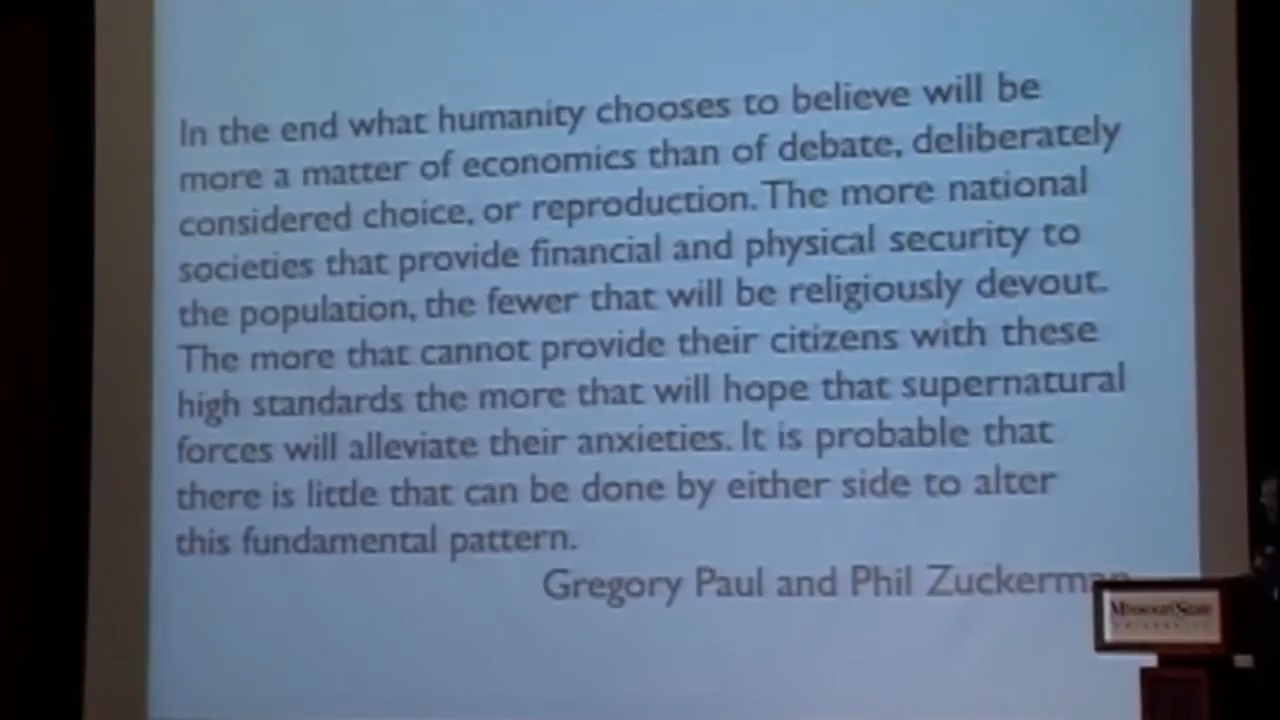 In the end what humanity chooses to believe will be
more a matter of economics than of debate, deliberately
considered choice, or reproduction. The more national
societies that provide financial and physical security to
the population, the fewer that will be religiously devout.
The more that cannot provide their citizens with these
high standards the more that will hope that supernatural
forces will alleviate their anxieties. It is probable that
there is little that can be done by either side to alter
this fundamental pattern.
Gregory Paul and Phil Zuckerman
Missouri State
UNIVERSITY